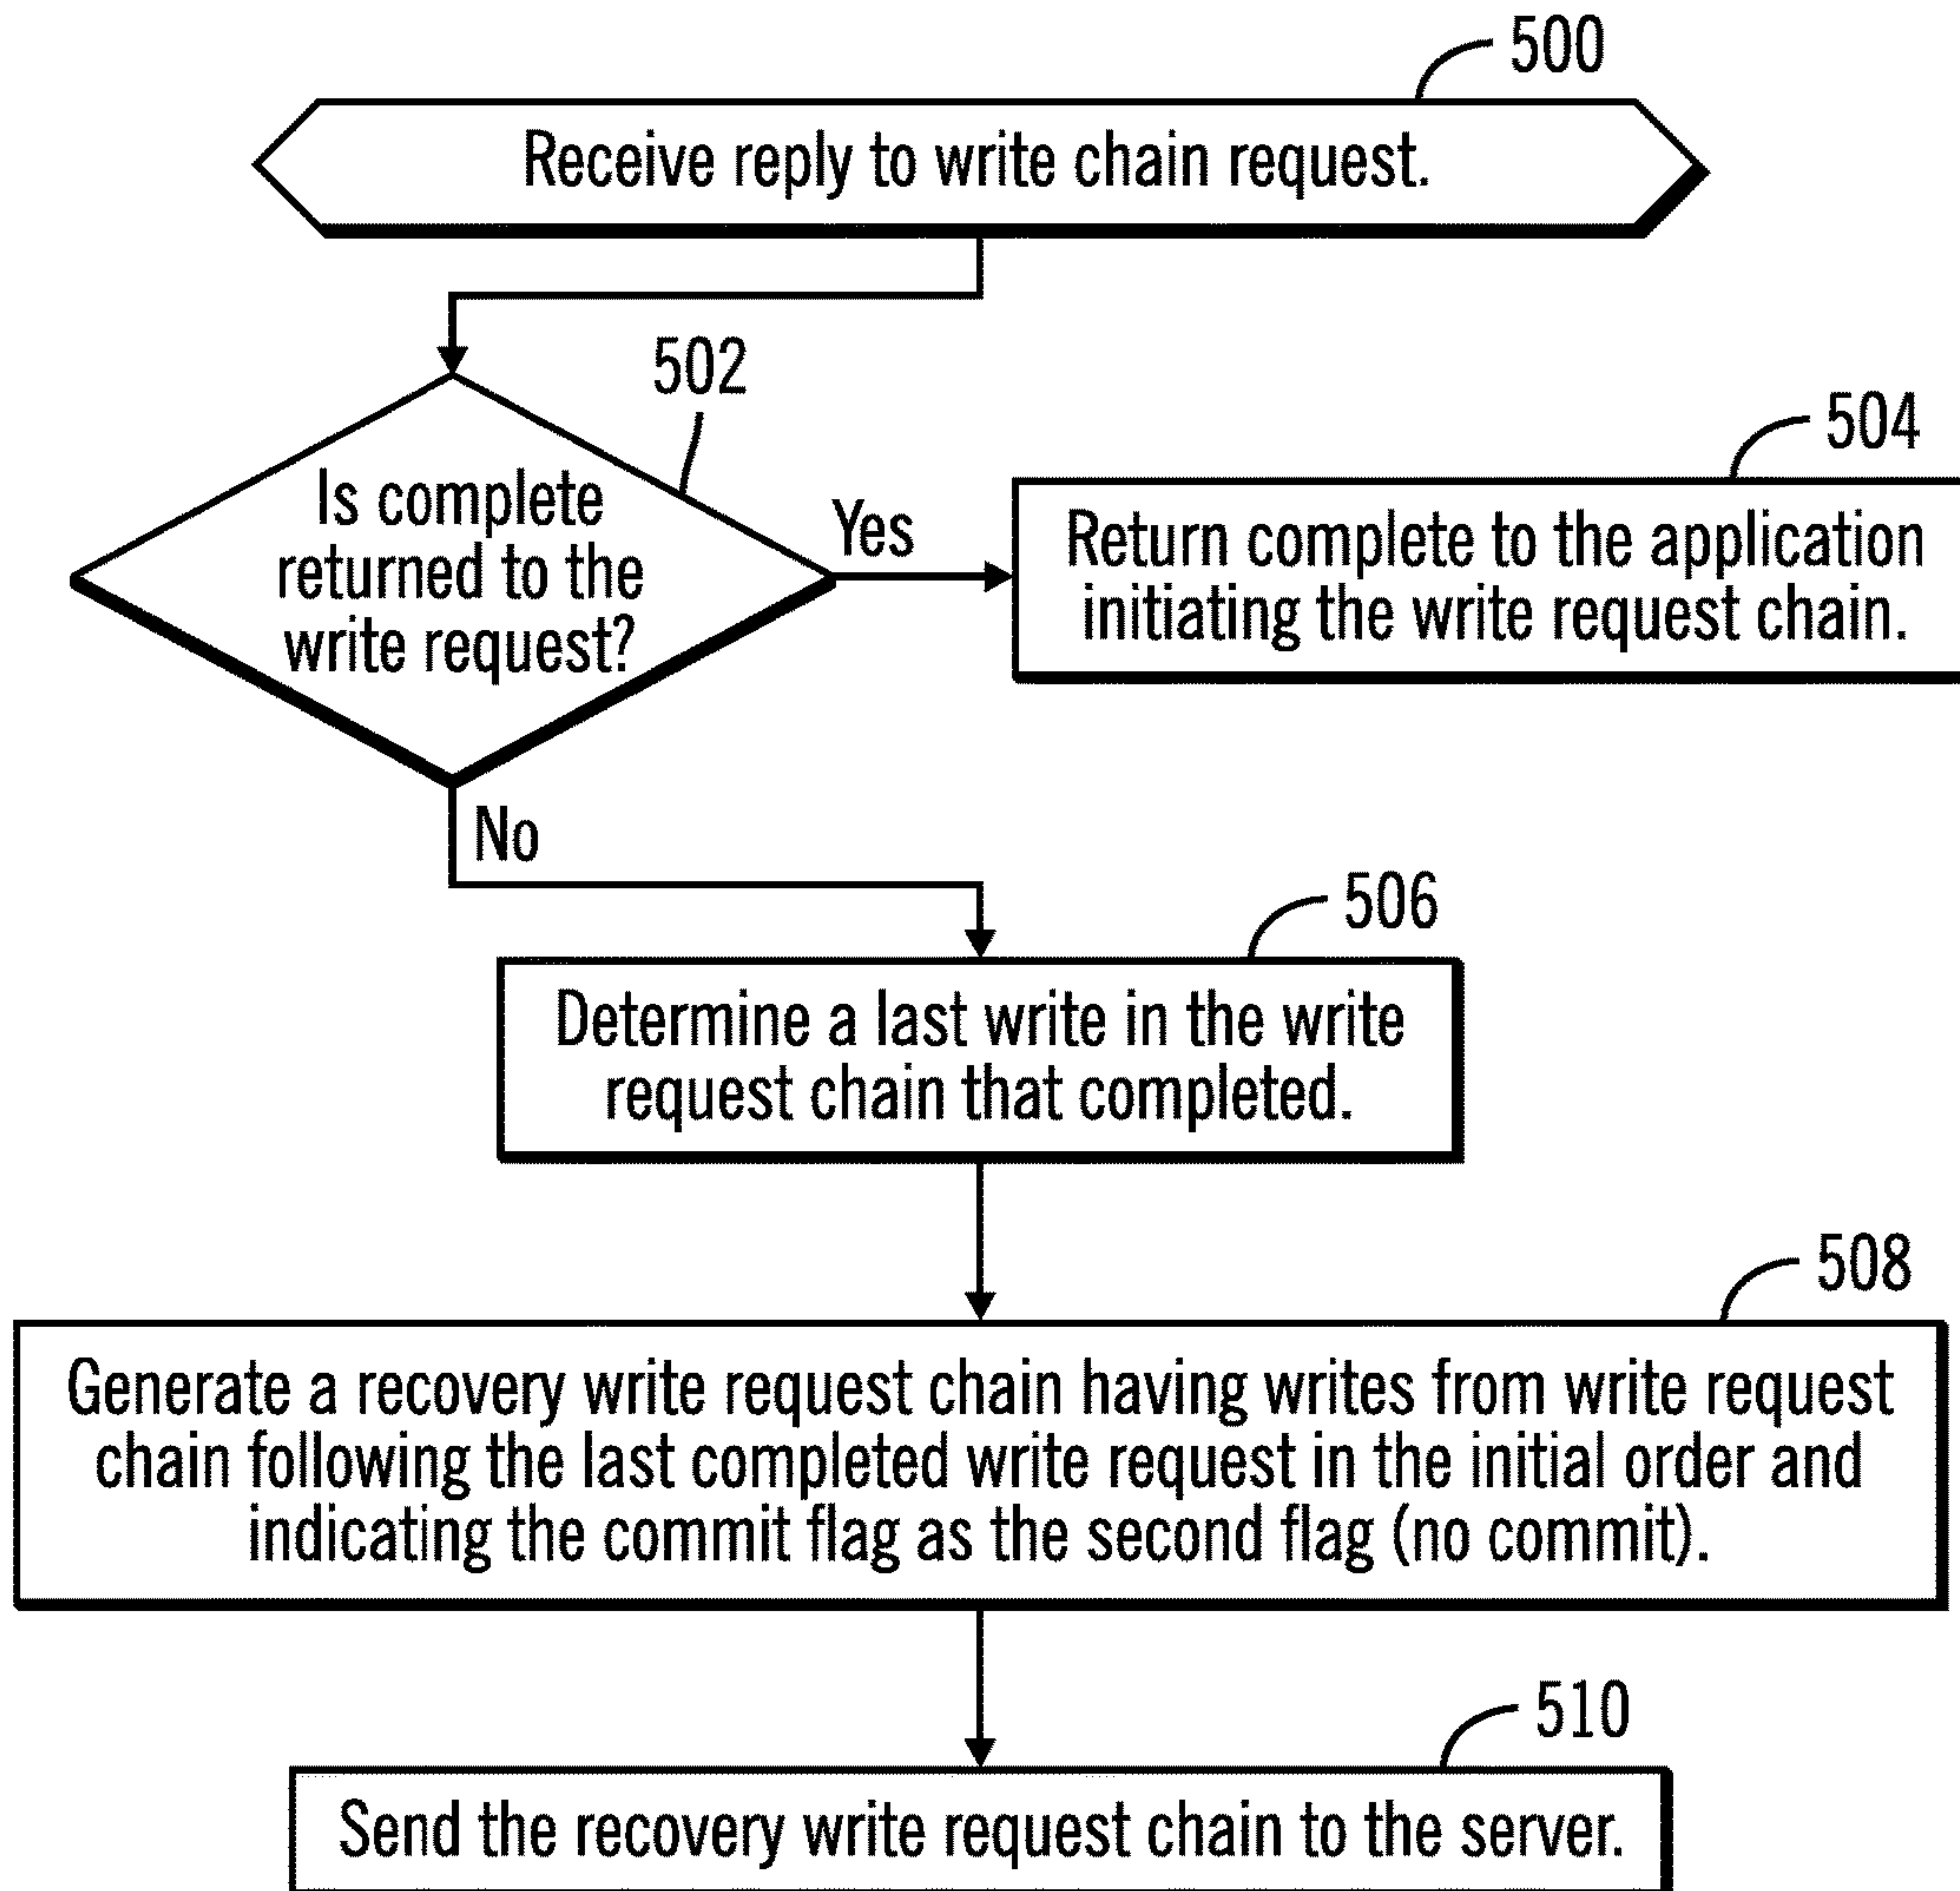 500
Receive reply to write chain request.
502
Is complete
returned to the
write request?
Yes
504
Return complete to the application
initiating the write request chain.
No
506
Determine a last write in the write
request chain that completed.
508
Generate a recovery write request chain having writes from write request
chain following the last completed write request in the initial order and
indicating the commit flag as the second flag (no commit).
510
Send the recovery write request chain to the server.